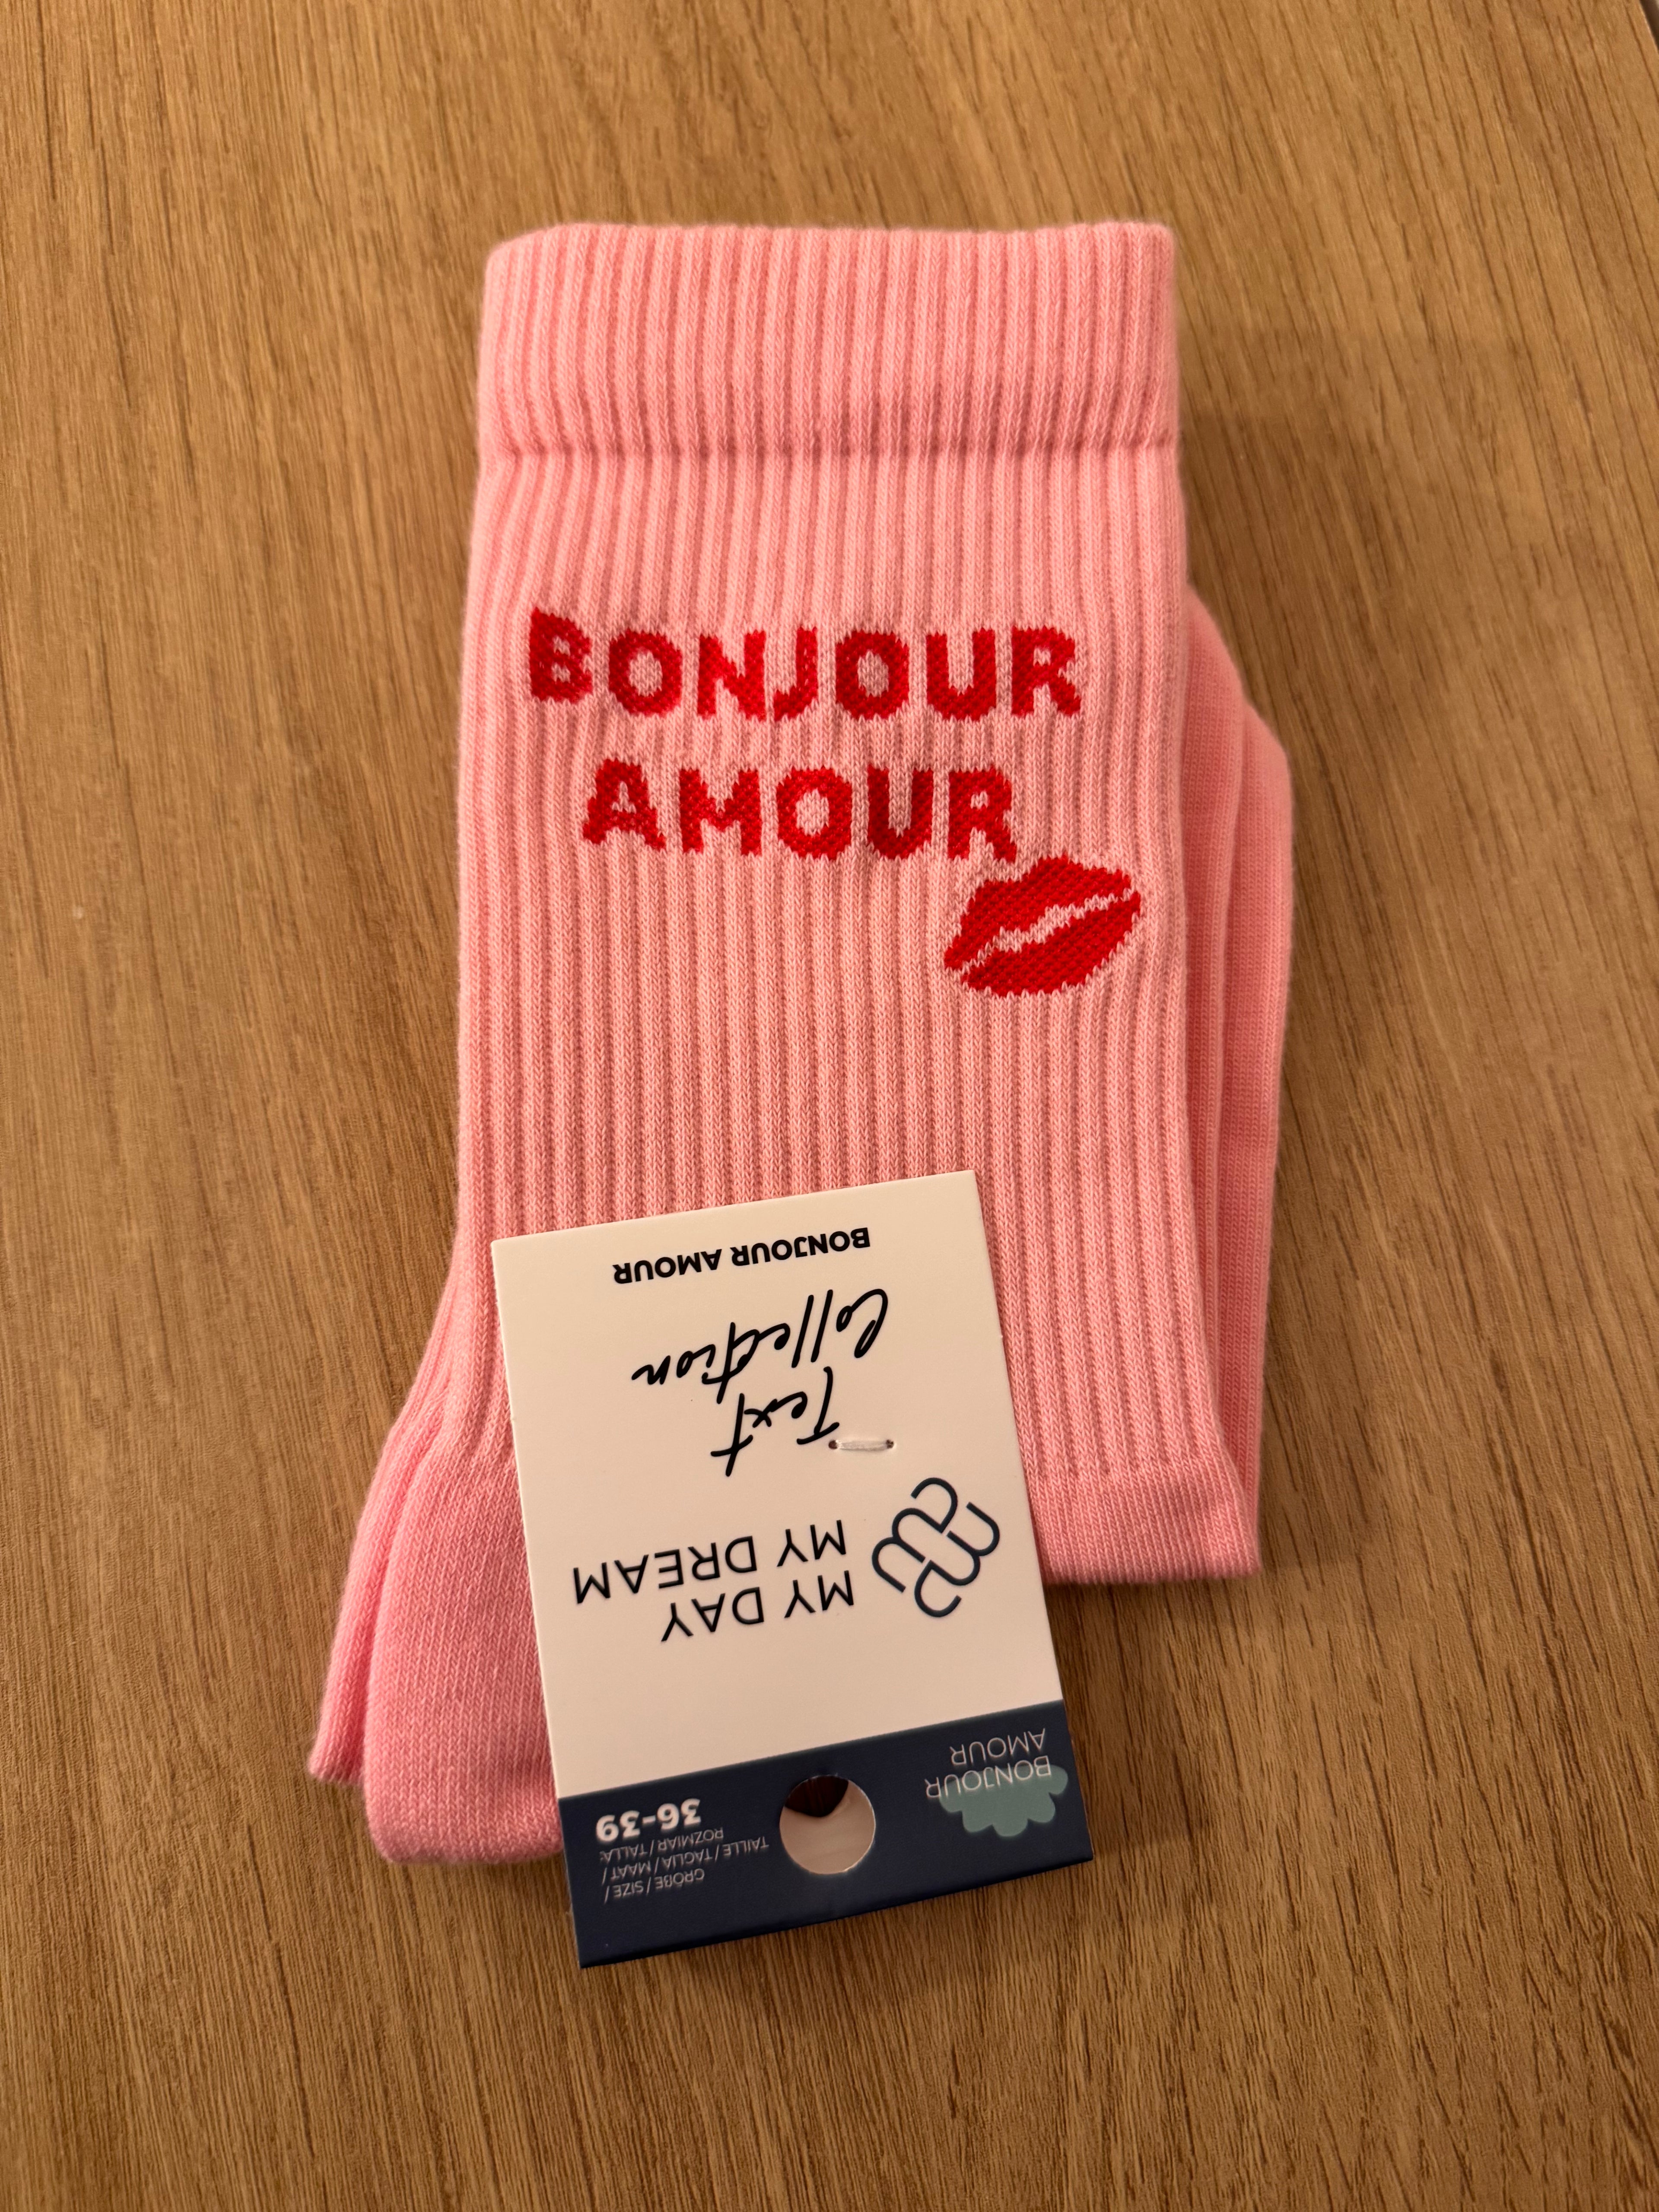 BONJOUR
AMOUR
BONJOUR
AMOUR
GRÖßE / SIZE /
TAILLE / TAGLIA / MAAT /
ROZMIAR / TALLA:
36-39
MY DAY
MY DREAM
Text
Collection
BONJOUR AMOUR